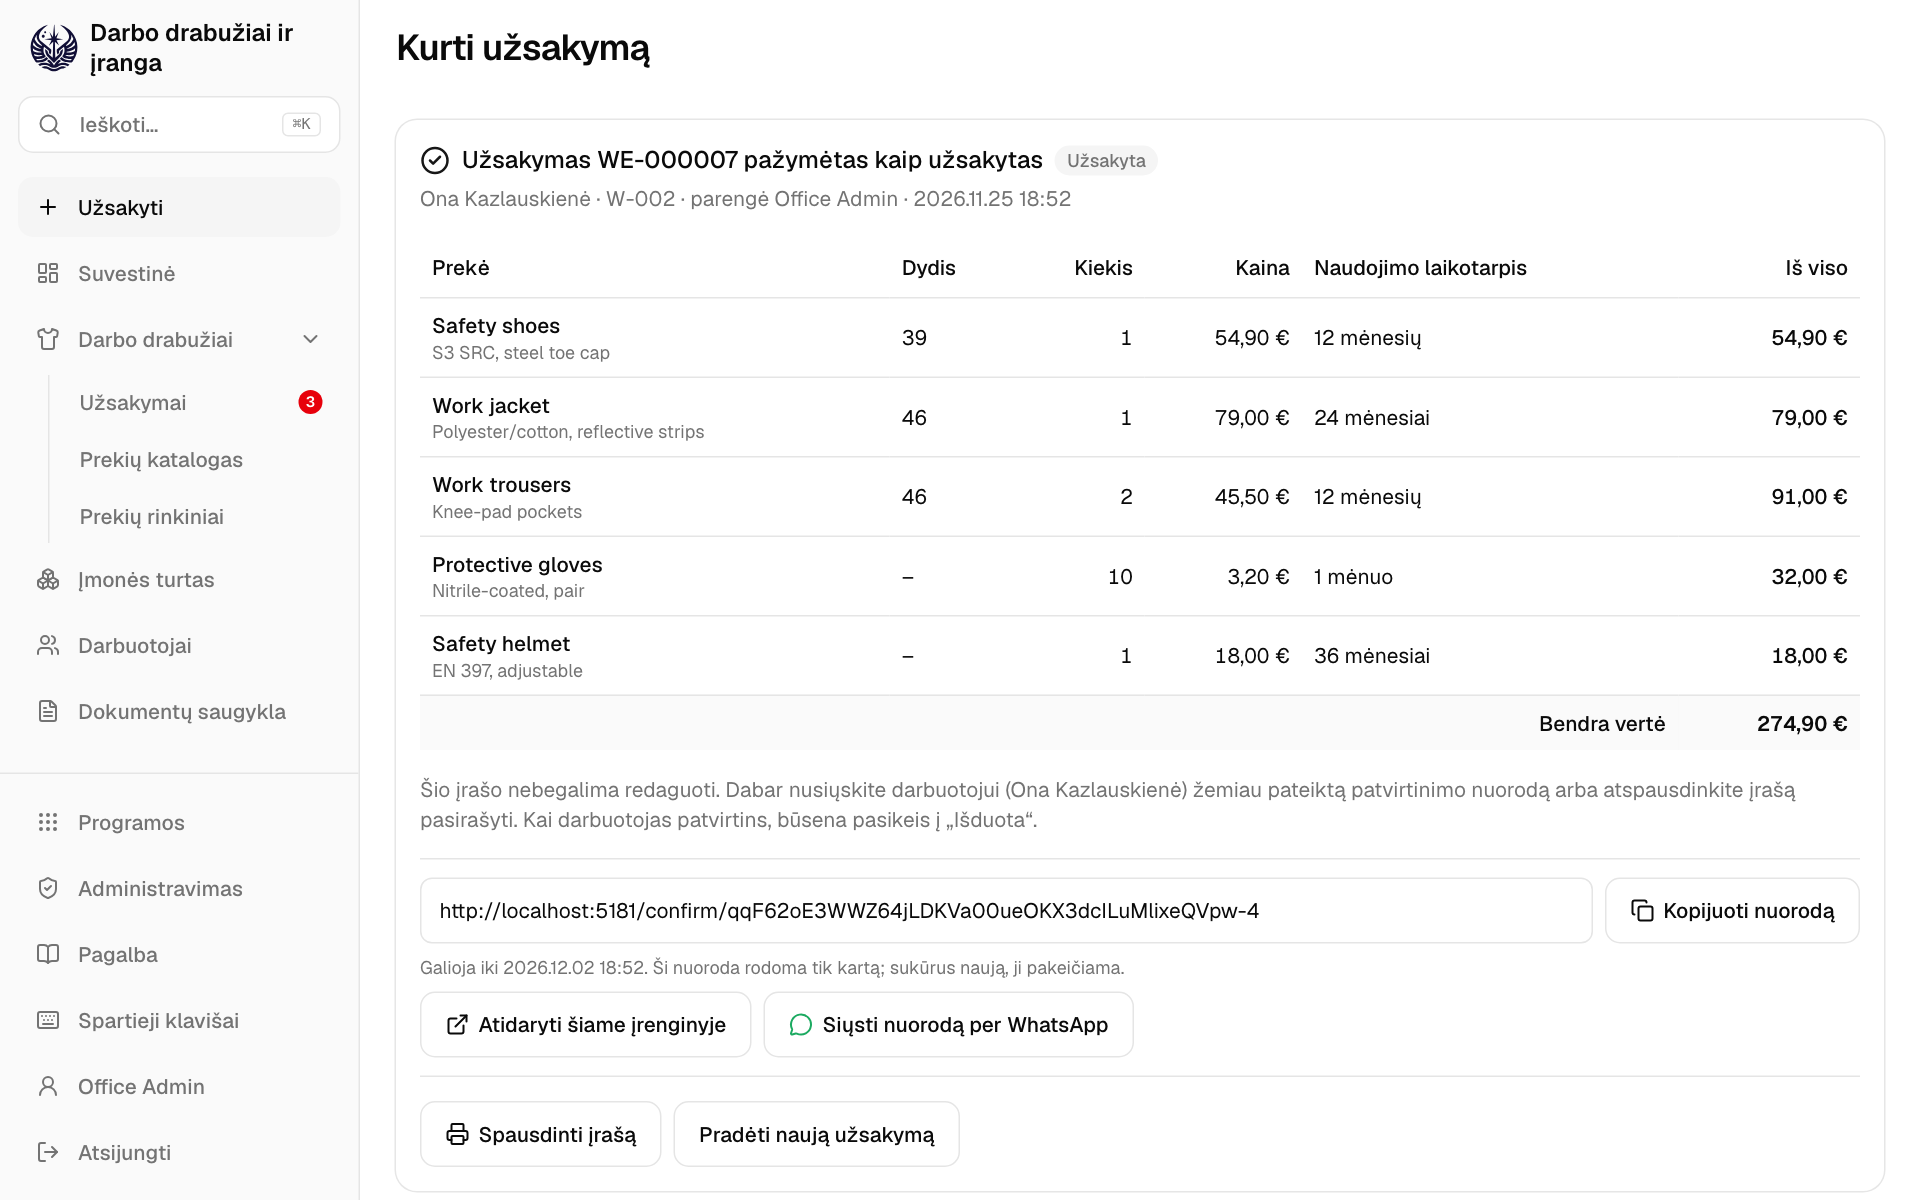 Darbo drabužiai ir
įranga
Ieškoti...
⌘K
Užsakyti
Suvestinė
Darbo drabužiai
Užsakymai
3
Prekių katalogas
Prekių rinkiniai
Įmonės turtas
Darbuotojai
Dokumentų saugykla
Programos
Administravimas
Pagalba
Spartieji klavišai
Office Admin
Atsijungti
Kurti užsakymą
Užsakymas WE-000007 pažymėtas kaip užsakytas Užsakyta
Ona Kazlauskienė · W-002 · parengė Office Admin · 2026.11.25 18:52
Prekė Dydis Kiekis Kaina Naudojimo laikotarpis Iš viso
Safety shoes 39 1 54,90 € 12 mėnesių 54,90 €
S3 SRC, steel toe cap
Work jacket 46 1 79,00 € 24 mėnesiai 79,00 €
Polyester/cotton, reflective strips
Work trousers 46 2 45,50 € 12 mėnesių 91,00 €
Knee-pad pockets
Protective gloves – 10 3,20 € 1 mėnuo 32,00 €
Nitrile-coated, pair
Safety helmet – 1 18,00 € 36 mėnesiai 18,00 €
EN 397, adjustable
Bendra vertė 274,90 €
Šio įrašo nebegalima redaguoti. Dabar nusiųskite darbuotojui (Ona Kazlauskienė) žemiau pateiktą patvirtinimo nuorodą arba atspausdinkite įrašą
pasirašyti. Kai darbuotojas patvirtins, būsena pasikeis į „Išduota“.
http://localhost:5181/confirm/qqF62oE3WWZ64jLDKVa00ueOKX3dcILuMlixeQVpw-4
Kopijuoti nuorodą
Galioja iki 2026.12.02 18:52. Ši nuoroda rodoma tik kartą; sukūrus naują, ji pakeičiama.
Atidaryti šiame įrenginyje
Siųsti nuorodą per WhatsApp
Spausdinti įrašą
Pradėti naują užsakymą